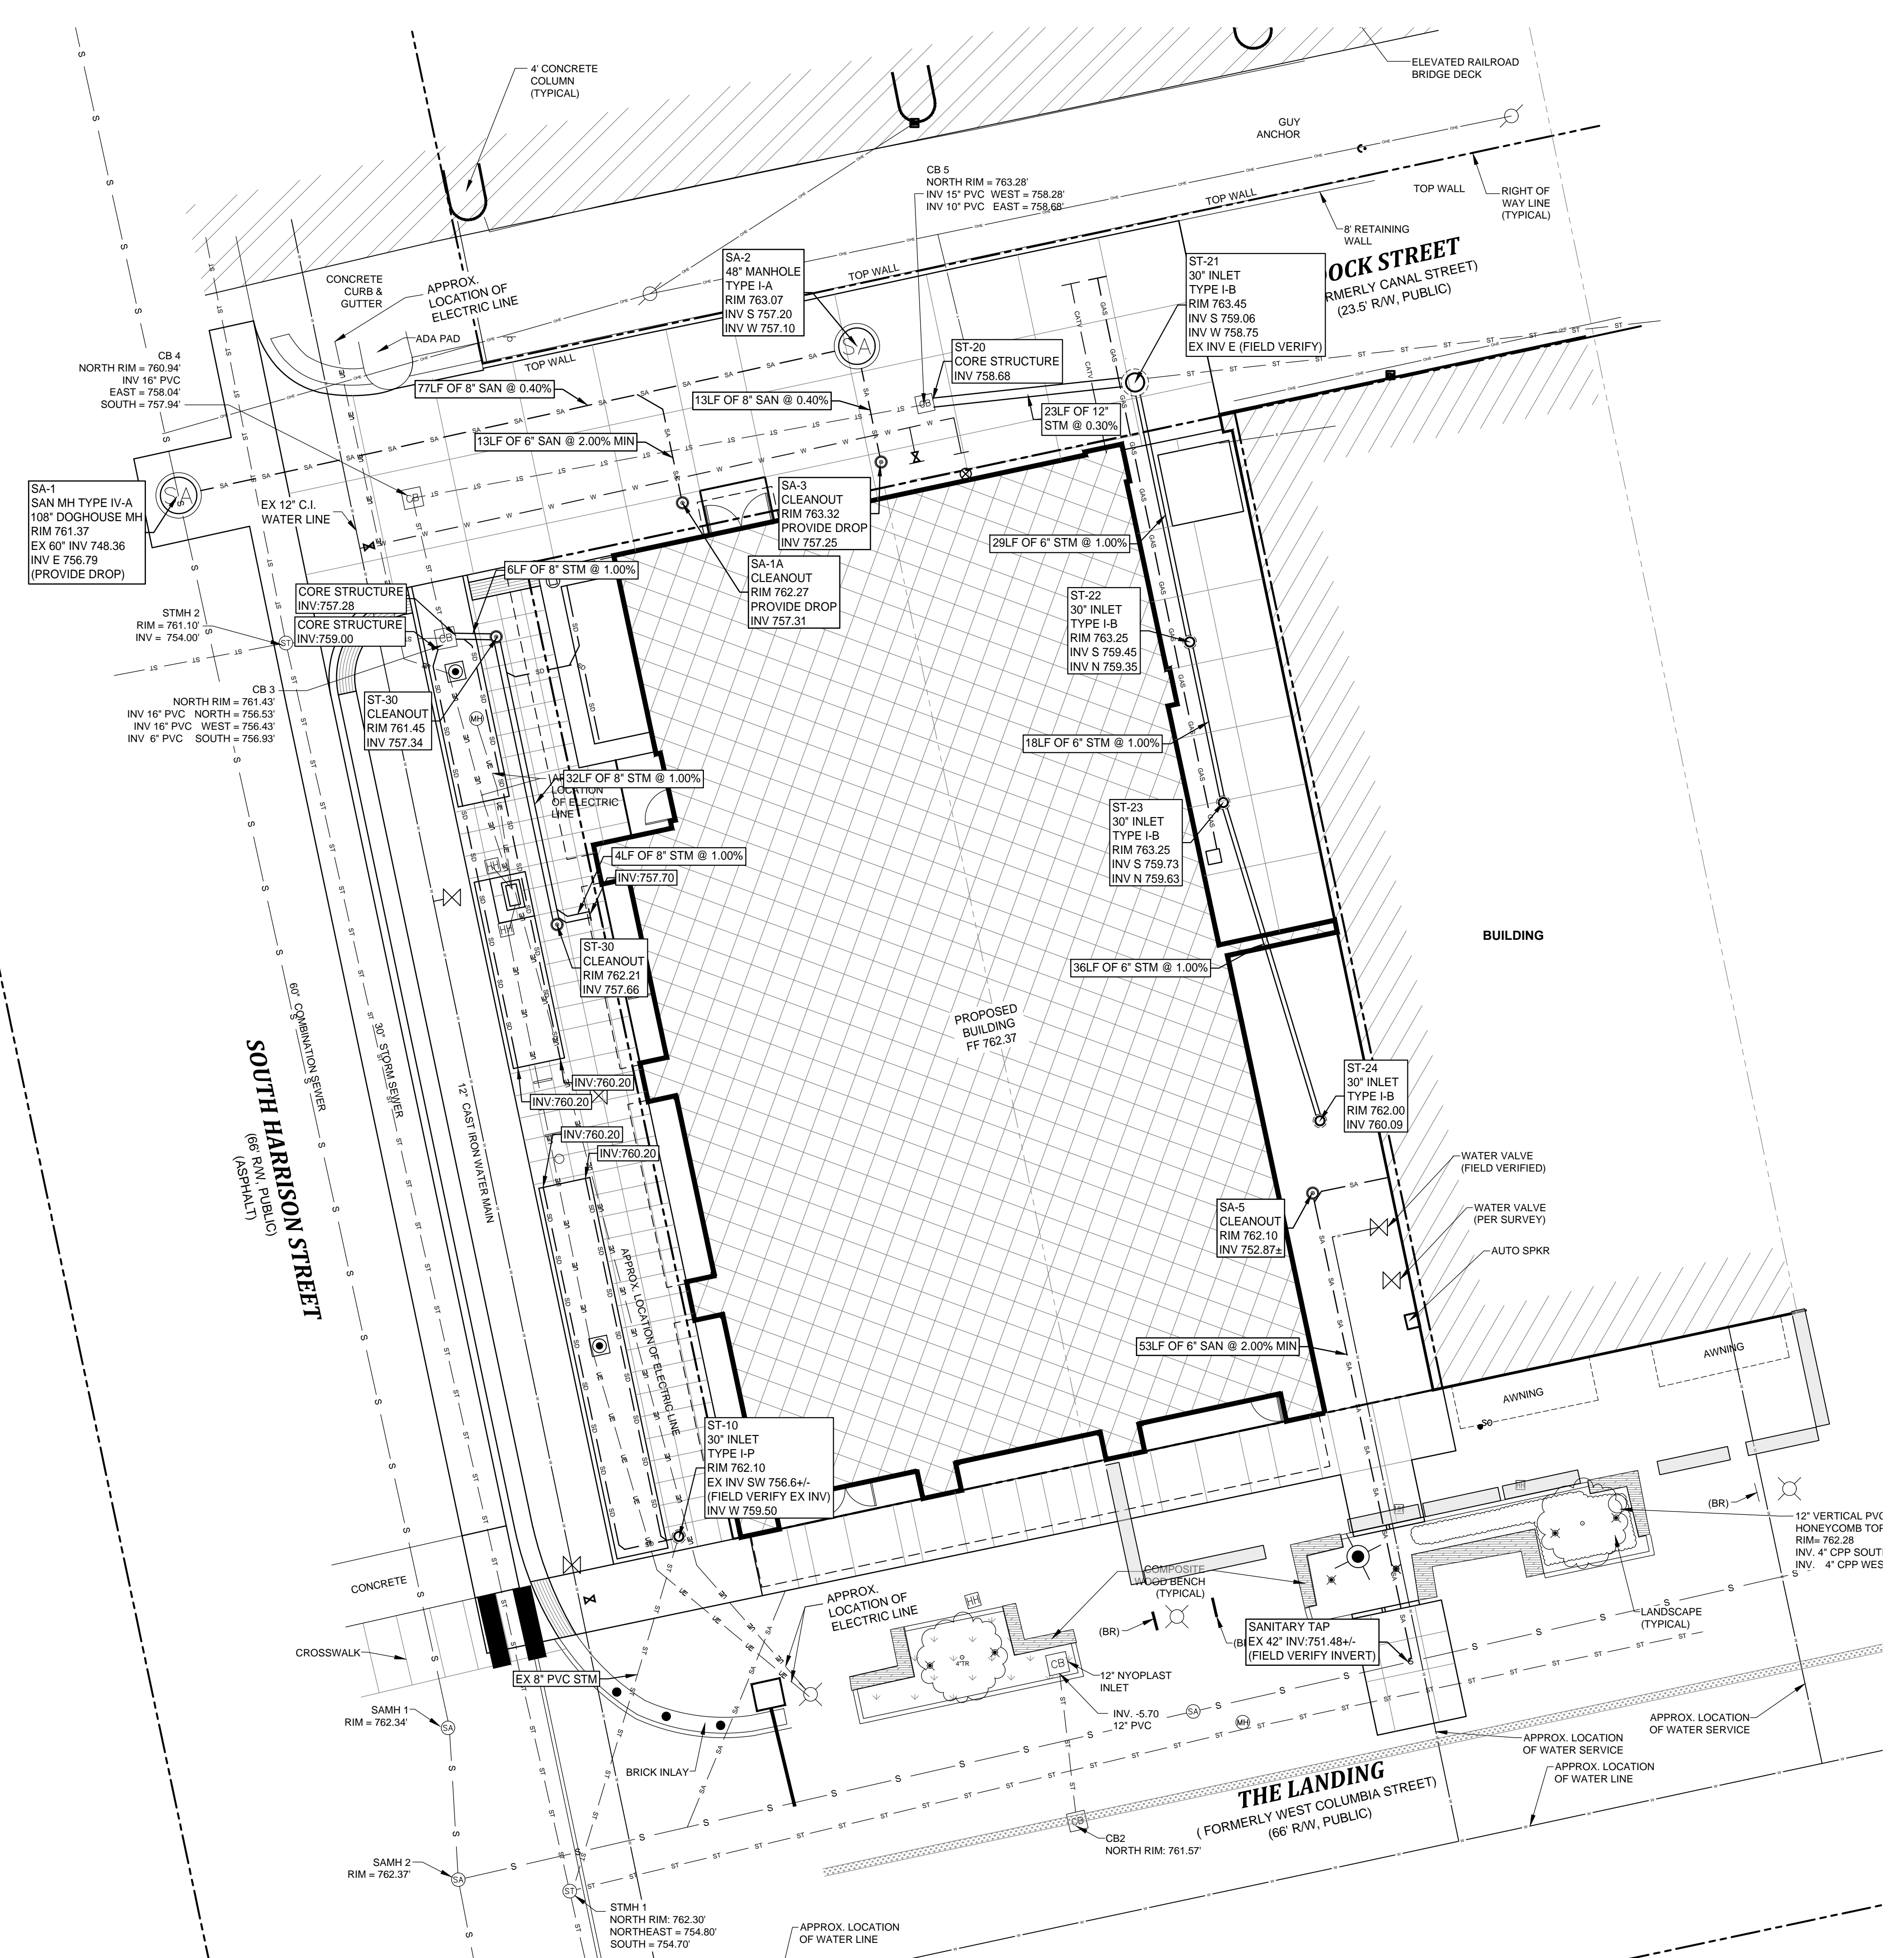 4' CONCRETE
COLUMN
(TYPICAL)
ELEVATED RAILROAD
BRIDGE DECK
GUY
ANCHOR
CB 5
NORTH RIM = 763.28'
INV 15" PVC WEST = 758.28'
INV 10" PVC EAST = 758.68'
TOP WALL
TOP WALL
RIGHT OF
WAY LINE
(TYPICAL)
8' RETAINING
WALL
OCK STREET
RMERLY CANAL STREET)
(23.5' R/W, PUBLIC)
SA-2
48" MANHOLE
TYPE I-A
RIM 763.07
INV S 757.20
INV W 757.10
TOP WALL
ST-21
30" INLET
TYPE I-B
RIM 763.45
INV S 759.06
INV W 758.75
EX INV E (FIELD VERIFY)
CONCRETE
CURB &
GUTTER
APPROX.
LOCATION OF
ELECTRIC LINE
ADA PAD
TOP WALL
CB 4
NORTH RIM = 760.94'
INV 16" PVC
EAST = 758.04'
SOUTH = 757.94'
77LF OF 8" SAN @ 0.40%
13LF OF 8" SAN @ 0.40%
ST-20
CORE STRUCTURE
INV 758.68
23LF OF 12"
STM @ 0.30%
13LF OF 6" SAN @ 2.00% MIN
SA-1
SAN MH TYPE IV-A
108" DOGHOUSE MH
RIM 761.37
EX 60" INV 748.36
INV E 756.79
(PROVIDE DROP)
EX 12" C.I.
WATER LINE
SA-3
CLEANOUT
RIM 763.32
PROVIDE DROP
INV 757.25
29LF OF 6" STM @ 1.00%
6LF OF 8" STM @ 1.00%
SA-1A
CLEANOUT
RIM 762.27
PROVIDE DROP
INV 757.31
CORE STRUCTURE
INV:757.28
CORE STRUCTURE
INV:759.00
STMH 2
RIM = 761.10'
INV = 754.00'
ST-22
30" INLET
TYPE I-B
RIM 763.25
INV S 759.45
INV N 759.35
CB 3
NORTH RIM = 761.43'
INV 16" PVC NORTH = 756.53'
INV 16" PVC WEST = 756.43'
INV 6" PVC SOUTH = 756.93'
ST-30
CLEANOUT
RIM 761.45
INV 757.34
18LF OF 6" STM @ 1.00%
32LF OF 8" STM @ 1.00%
LOCATION
OF ELECTRIC
LINE
ST-23
30" INLET
TYPE I-B
RIM 763.25
INV S 759.73
INV N 759.63
4LF OF 8" STM @ 1.00%
INV:757.70
BUILDING
ST-30
CLEANOUT
RIM 762.21
INV 757.66
36LF OF 6" STM @ 1.00%
PROPOSED
BUILDING
FF 762.37
60" COMBINATION SEWER
30" STORM SEWER
12" CAST IRON WATER MAIN
SOUTH HARRISON STREET
(66' R/W, PUBLIC)
(ASPHALT)
INV:760.20
INV:760.20
INV:760.20
INV:760.20
ST-24
30" INLET
TYPE I-B
RIM 762.00
INV 760.09
WATER VALVE
(FIELD VERIFIED)
WATER VALVE
(PER SURVEY)
AUTO SPKR
SA-5
CLEANOUT
RIM 762.10
INV 752.87±
APPROX. LOCATION OF ELECTRIC LINE
53LF OF 6" SAN @ 2.00% MIN
AWNING
AWNING
ST-10
30" INLET
TYPE I-P
RIM 762.10
EX INV SW 756.6+/-
(FIELD VERIFY EX INV)
INV W 759.50
(BR)
12" VERTICAL PVC
HONEYCOMB TOP
RIM= 762.28
INV. 4" CPP SOUT
INV. 4" CPP WES
CONCRETE
COMPOSITE
WOOD BENCH
(TYPICAL)
APPROX.
LOCATION OF
ELECTRIC LINE
LANDSCAPE
(TYPICAL)
(BR)
SANITARY TAP
EX 42" INV:751.48+/-
(FIELD VERIFY INVERT)
CROSSWALK
EX 8" PVC STM
4"TR
12" NYOPLAST
INLET
INV. -5.70
12" PVC
SAMH 1
RIM = 762.34'
APPROX. LOCATION
OF WATER SERVICE
APPROX. LOCATION
OF WATER SERVICE
APPROX. LOCATION
OF WATER LINE
BRICK INLAY
THE LANDING
( FORMERLY WEST COLUMBIA STREET)
(66' R/W, PUBLIC)
CB2
NORTH RIM: 761.57'
SAMH 2
RIM = 762.37'
STMH 1
NORTH RIM: 762.30'
NORTHEAST = 754.80'
SOUTH = 754.70'
APPROX. LOCATION
OF WATER LINE